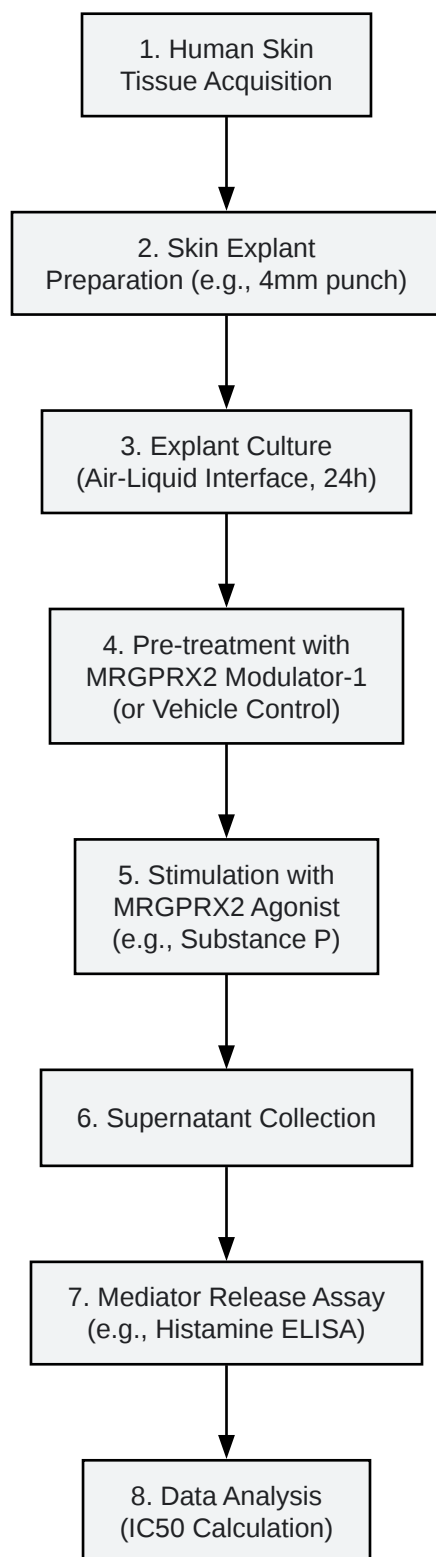 1. Human Skin
Tissue Acquisition
2. Skin Explant
Preparation (e.g., 4mm punch)
3. Explant Culture
(Air-Liquid Interface, 24h)
4. Pre-treatment with
MRGPRX2 Modulator-1
(or Vehicle Control)
5. Stimulation with
MRGPRX2 Agonist
(e.g., Substance P)
6. Supernatant Collection
7. Mediator Release Assay
(e.g., Histamine ELISA)
8. Data Analysis
(IC50 Calculation)